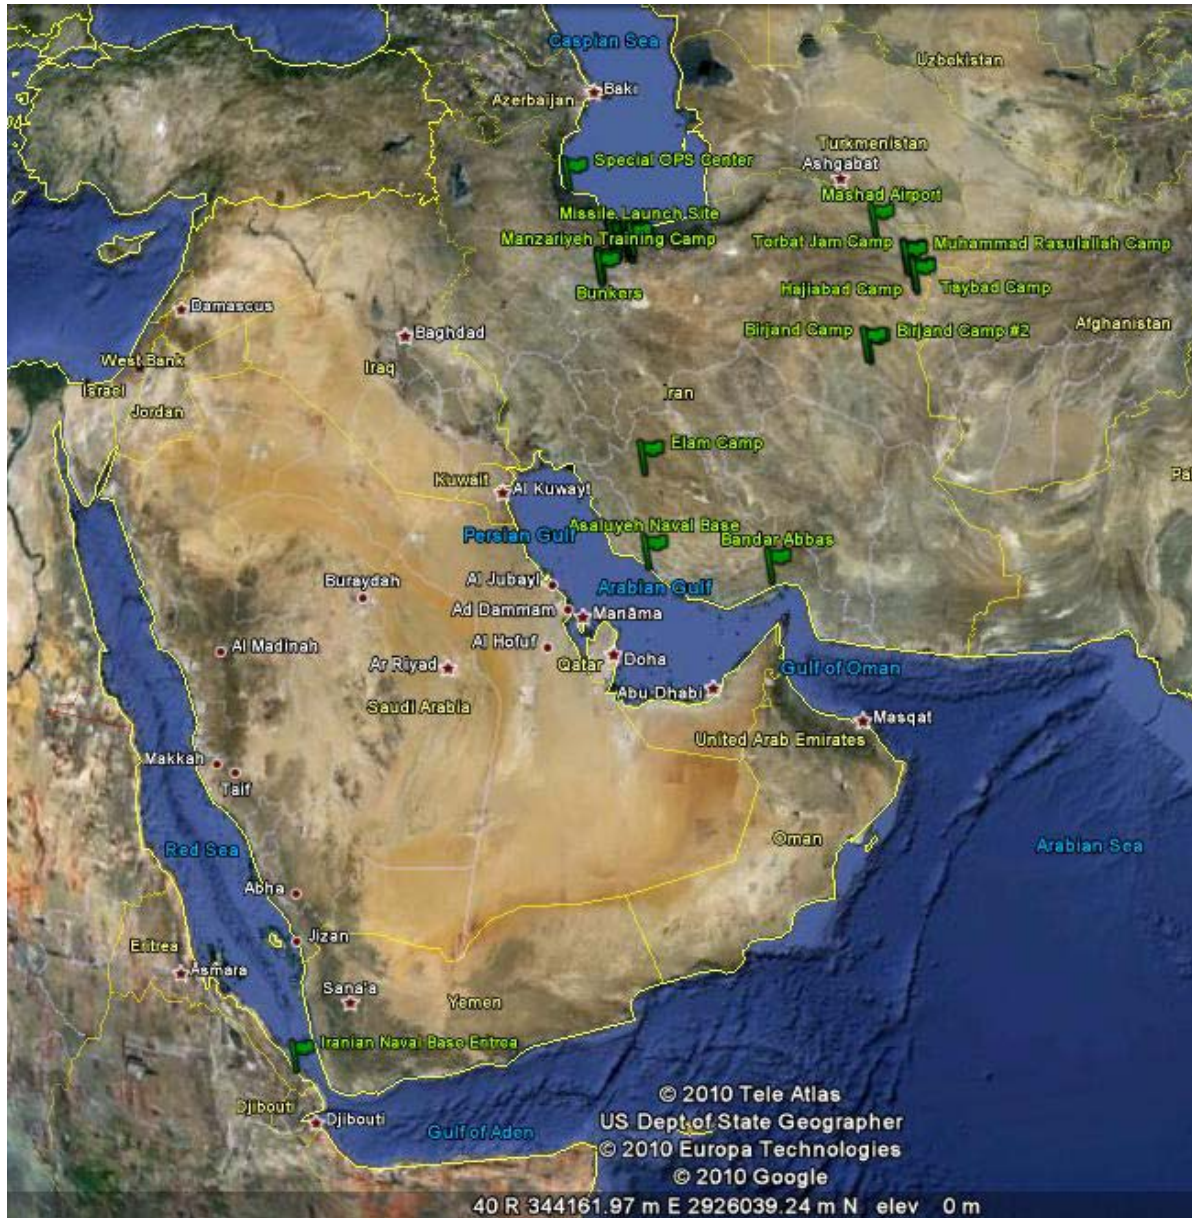 Caspian Sea
Uzbekistan
Baki
Azerbaijan
Turkmenistan
Special OPS Center
Ashgabat
Mashad Airport
Missile Launch Site
Manzariyeh Training Camp
Torbat Jam Camp
Muhammad Rasulallah Camp
Bunkers
Hajiabad Camp
Taybad Camp
Damascus
Birjand Camp
Birjand Camp #2
Afghanistan
Baghdad
West Bank
Iraq
Israel
Jordan
Iran
Elam Camp
Kuwait
Al Kuwayt
Pa
Persian Gulf
Asaluyeh Naval Base
Bandar Abbas
Buraydah
Al Jubayl
Arabian Gulf
Ad Dammam
Manāma
Al Madinah
Al Hofuf
Ar Riyad
Qatar
Doha
Gulf of Oman
Abu Dhabi
Saudi Arabia
Masqat
United Arab Emirates
Makkah
Taif
Red Sea
Oman
Arabian Sea
Abha
Jizan
Eritrea
Asmara
Sana'a
Yemen
Iranian Naval Base Eritrea
Djibouti
Djibouti
Gulf of Aden
© 2010 Tele Atlas
US Dept of State Geographer
© 2010 Europa Technologies
© 2010 Google
40 R 344161.97 m E 2926039.24 m N elev 0 m